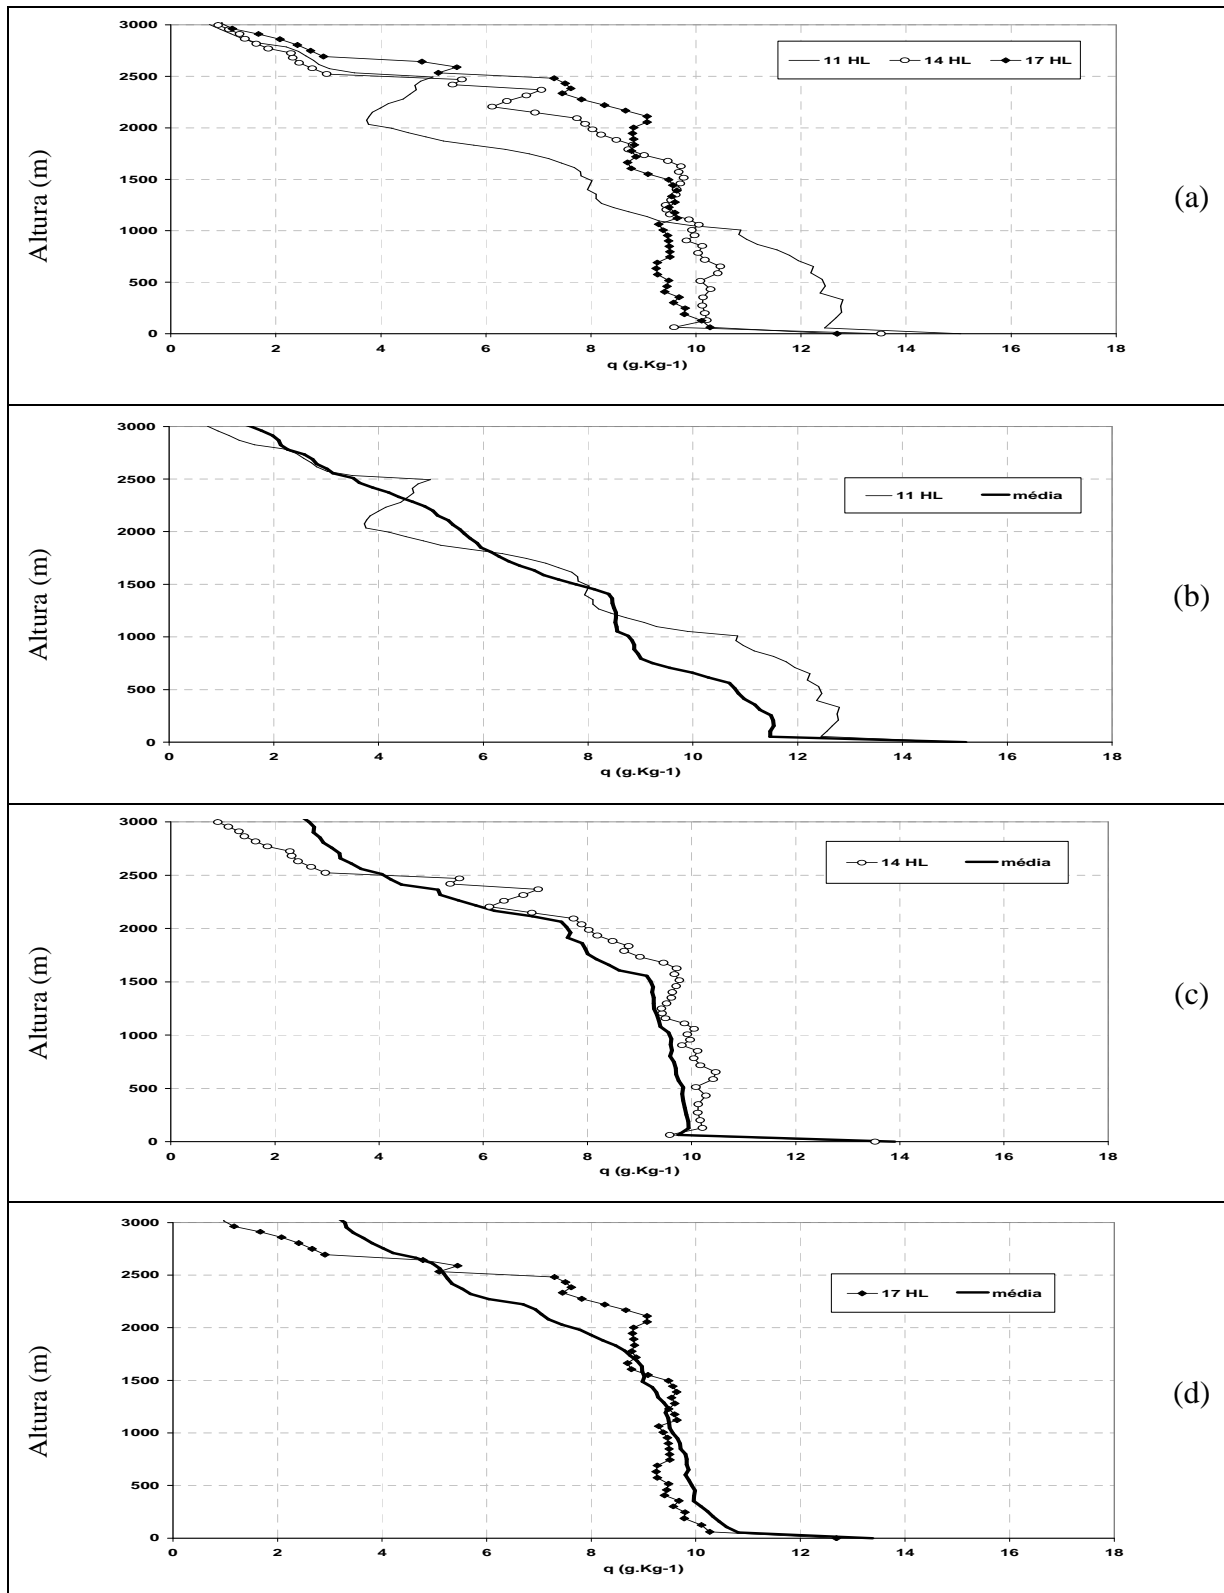 3000
2500
2000
1500
1000
500
0
Altura (m)
11 HL 14 HL 17 HL
(a)
0 2 4 6 8 10 12 14 16 18
q (g.Kg-1)
3000
2500
2000
1500
1000
500
0
Altura (m)
11 HL média
(b)
0 2 4 6 8 10 12 14 16 18
q (g.Kg-1)
3000
2500
2000
1500
1000
500
0
Altura (m)
14 HL média
(c)
0 2 4 6 8 10 12 14 16 18
q (g.Kg-1)
3000
2500
2000
1500
1000
500
0
Altura (m)
17 HL média
(d)
0 2 4 6 8 10 12 14 16 18
q (g.Kg-1)